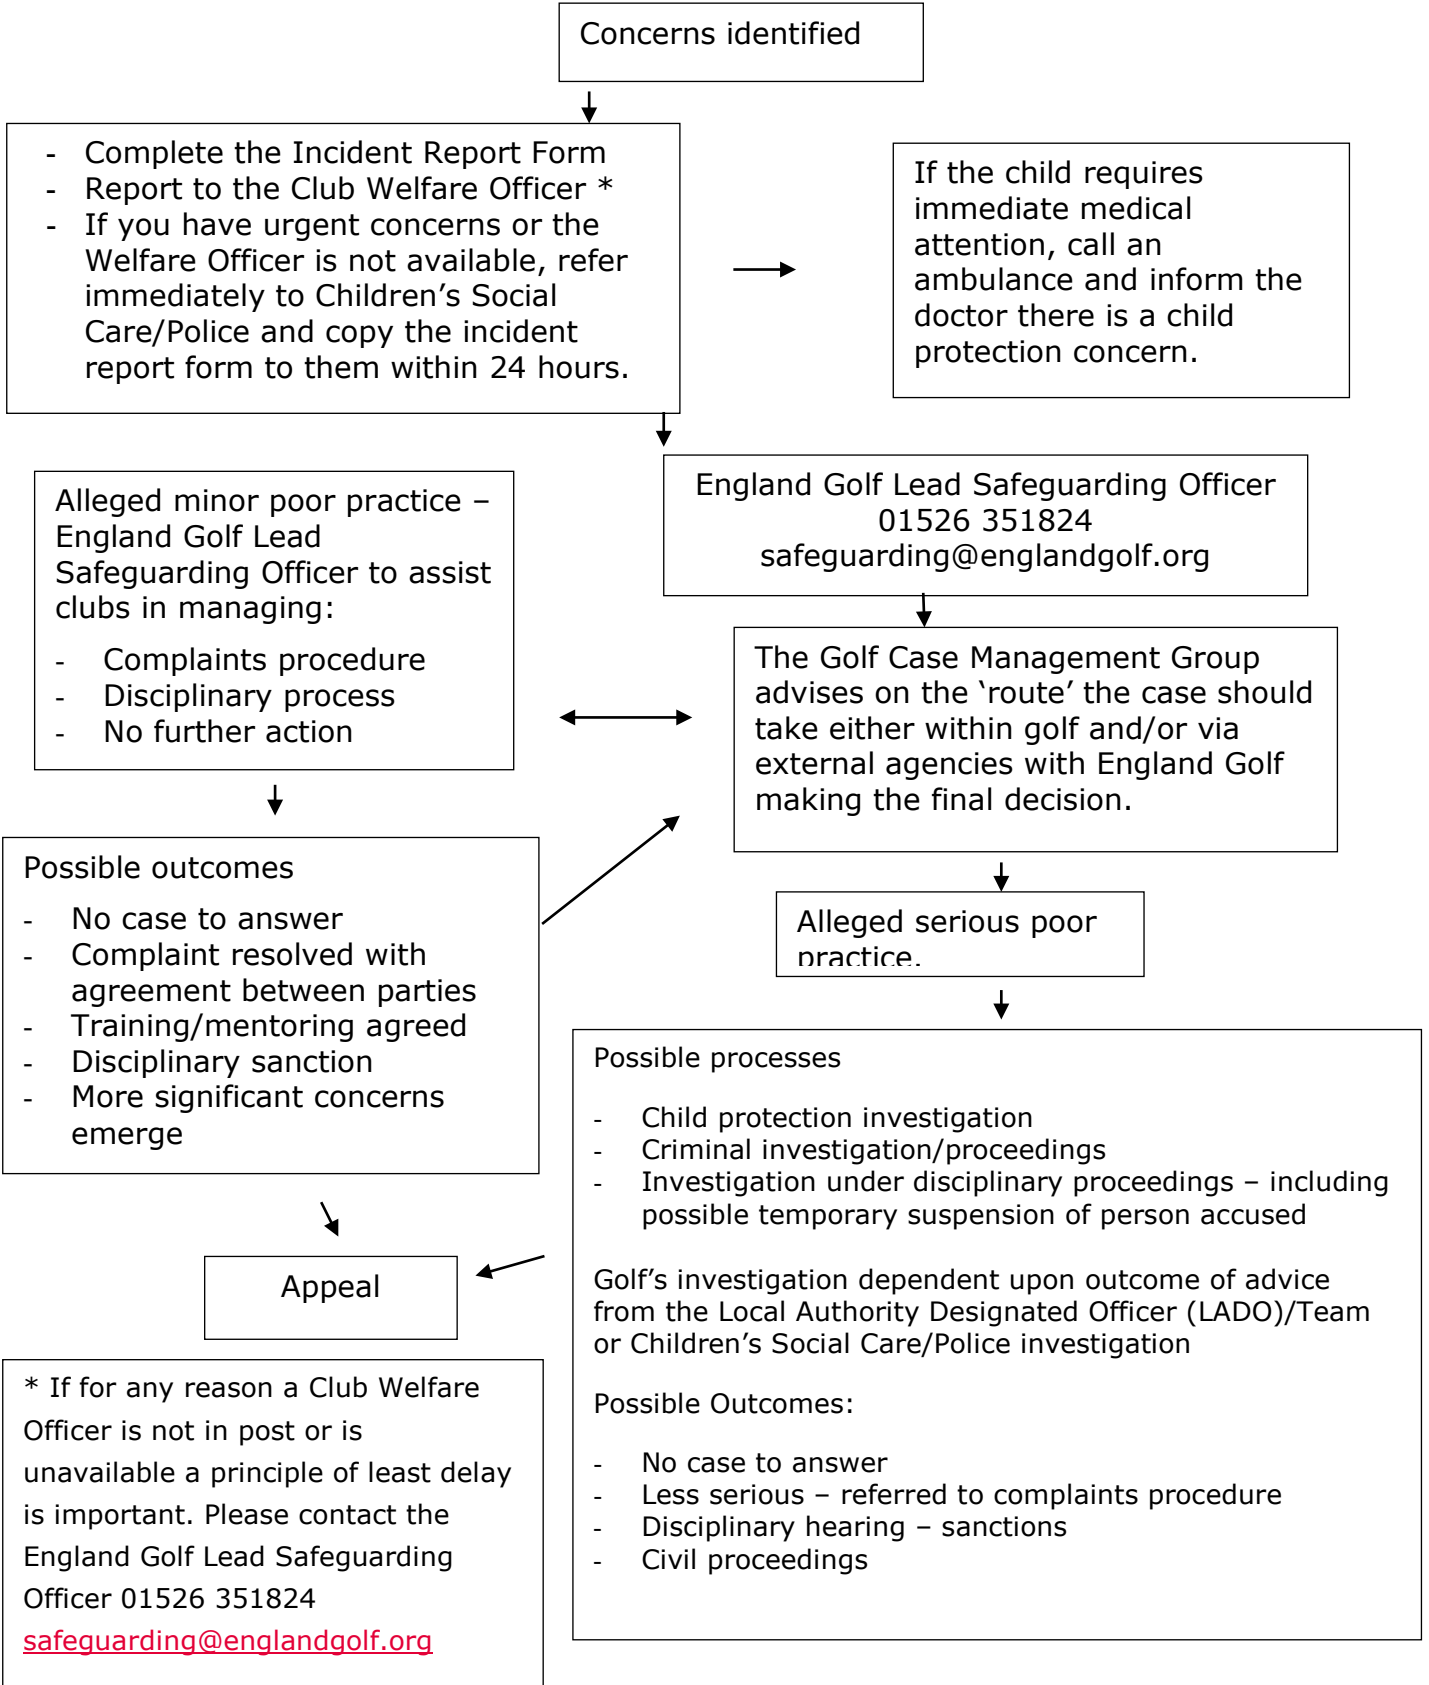 Concerns identified
- Complete the Incident Report Form
- Report to the Club Welfare Officer *
- If you have urgent concerns or the
Welfare Officer is not available, refer
immediately to Children’s Social
Care/Police and copy the incident
report form to them within 24 hours.
If the child requires
immediate medical
attention, call an
ambulance and inform the
doctor there is a child
protection concern.
England Golf Lead Safeguarding Officer
01526 351824
safeguarding@englandgolf.org
Alleged minor poor practice –
England Golf Lead
Safeguarding Officer to assist
clubs in managing:
- Complaints procedure
- Disciplinary process
- No further action
The Golf Case Management Group
advises on the ‘route’ the case should
take either within golf and/or via
external agencies with England Golf
making the final decision.
Possible outcomes
- No case to answer
- Complaint resolved with
agreement between parties
- Training/mentoring agreed
- Disciplinary sanction
- More significant concerns
emerge
Alleged serious poor
practice.
Possible processes
- Child protection investigation
- Criminal investigation/proceedings
- Investigation under disciplinary proceedings – including
possible temporary suspension of person accused
Golf’s investigation dependent upon outcome of advice
from the Local Authority Designated Officer (LADO)/Team
or Children’s Social Care/Police investigation
Possible Outcomes:
- No case to answer
- Less serious – referred to complaints procedure
- Disciplinary hearing – sanctions
- Civil proceedings
Appeal
* If for any reason a Club Welfare
Officer is not in post or is
unavailable a principle of least delay
is important. Please contact the
England Golf Lead Safeguarding
Officer 01526 351824
safeguarding@englandgolf.org